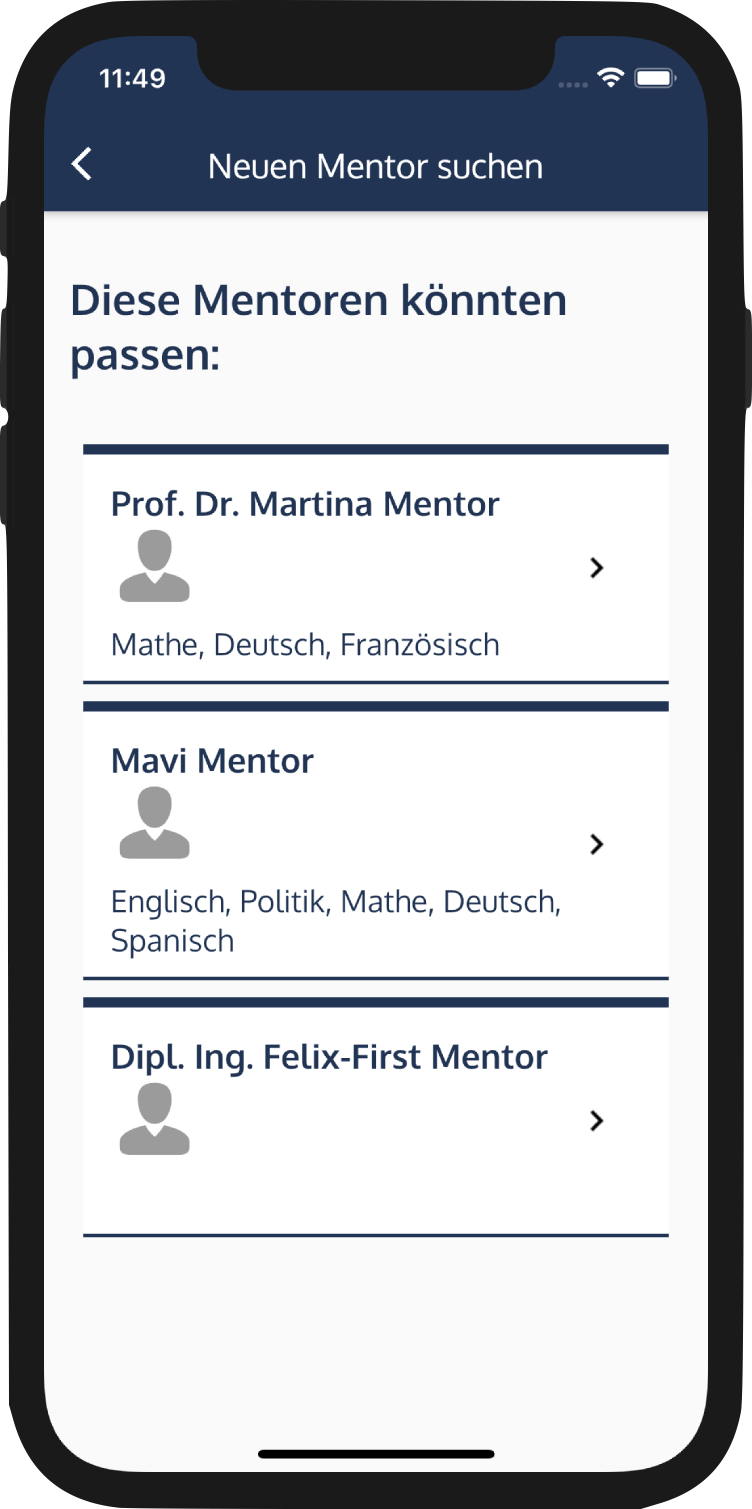 11:49
Neuen Mentor suchen
Diese Mentoren könnten
passen:
Prof. Dr. Martina Mentor
Mathe, Deutsch, Französisch
Mavi Mentor
Englisch, Politik, Mathe, Deutsch,
Spanisch
Dipl. Ing. Felix-First Mentor